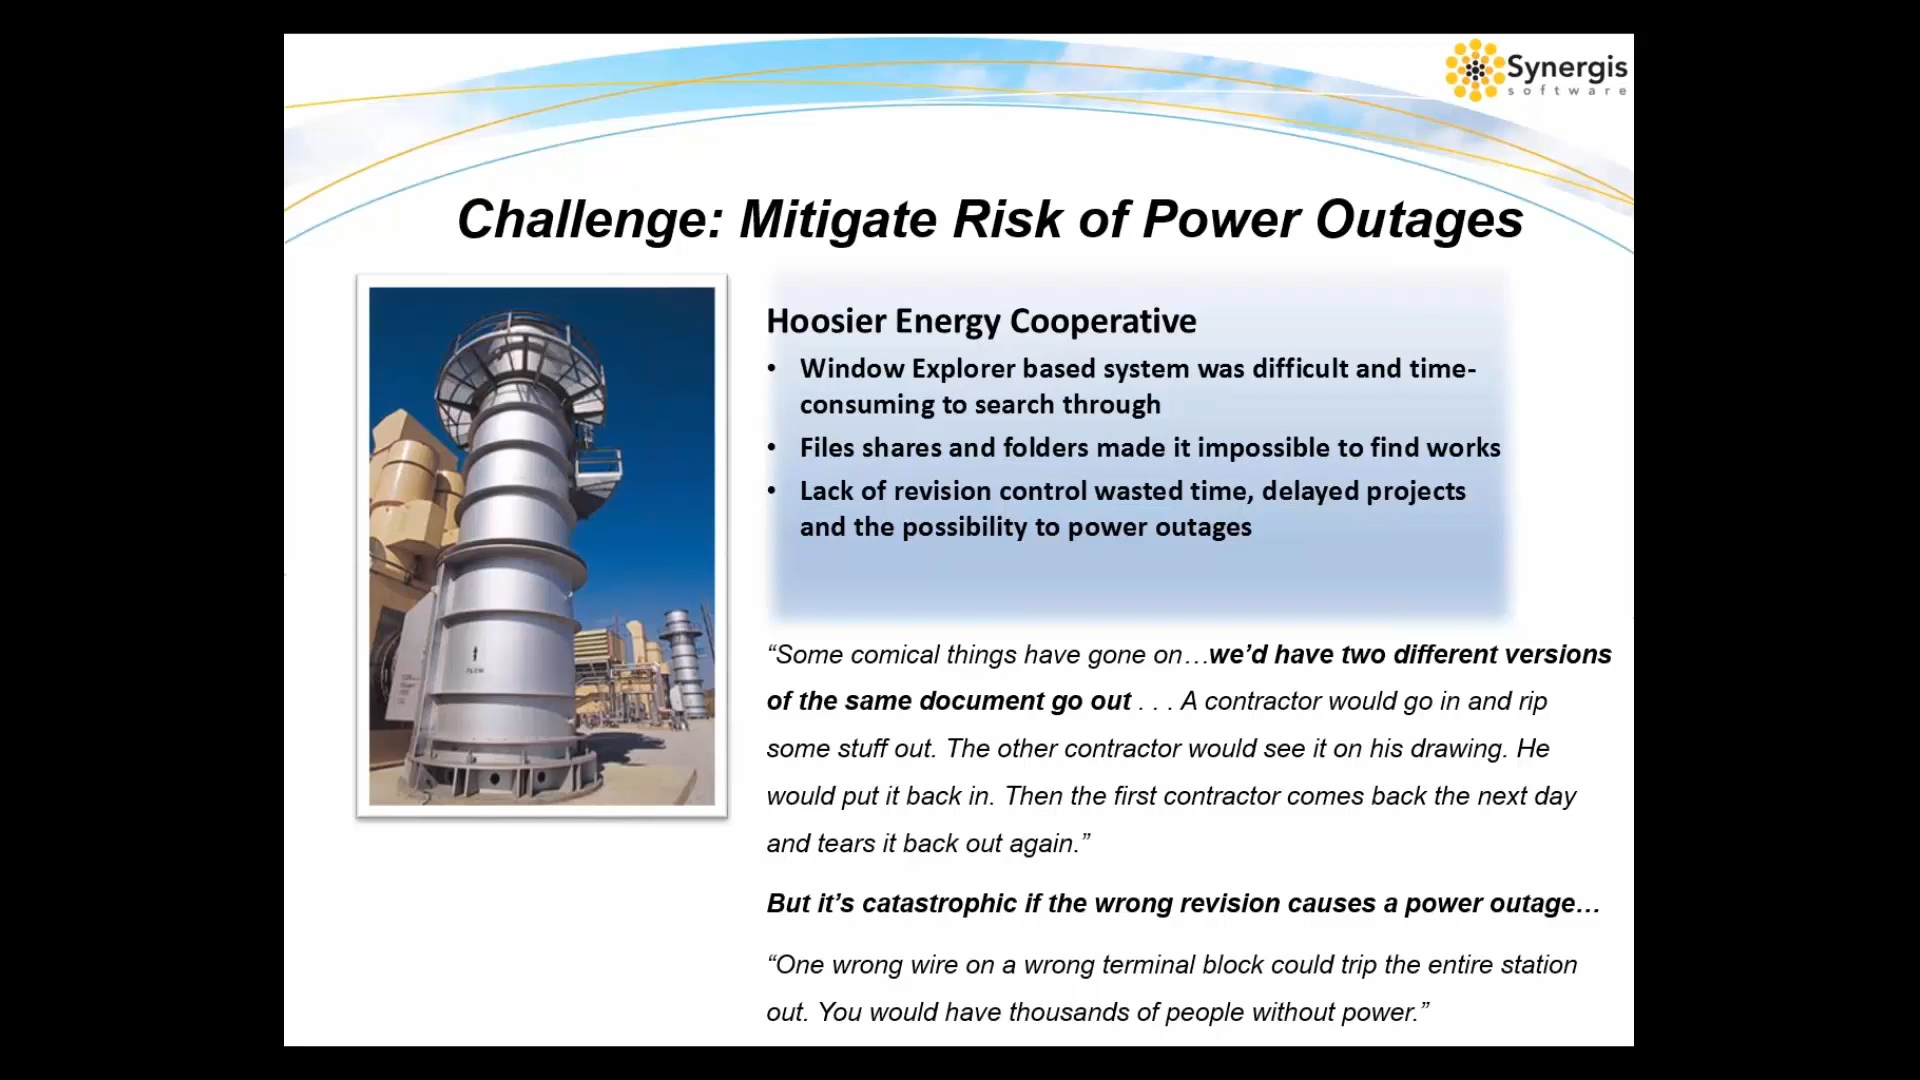 Synergis
software
Challenge: Mitigate Risk of Power Outages
Hoosier Energy Cooperative
• Window Explorer based system was difficult and time-
consuming to search through
• Files shares and folders made it impossible to find works
• Lack of revision control wasted time, delayed projects
and the possibility to power outages
“Some comical things have gone on…we’d have two different versions
of the same document go out . . . A contractor would go in and rip
some stuff out. The other contractor would see it on his drawing. He
would put it back in. Then the first contractor comes back the next day
and tears it back out again.”
But it’s catastrophic if the wrong revision causes a power outage…
“One wrong wire on a wrong terminal block could trip the entire station
out. You would have thousands of people without power.”
FLOW